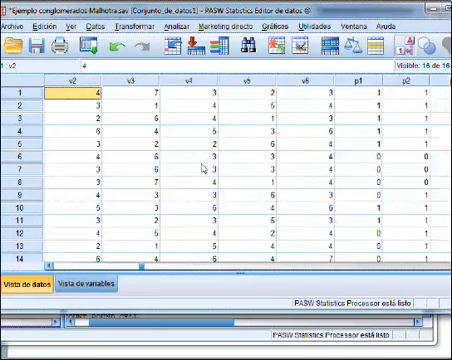 *Ejemplo conglomerados Malhotra.sav [Conjunto_de_datos1] - PASW Statistics Editor de datos
Archivo Edición Ver Datos Transformar Analizar Marketing directo Gráficos Utilidades Ventana Ayuda
1 : v2 4 Visible: 16 de 16
v2 v3 v4 v5 v6 p1 p2
1 4 7 3 2 3 1 1
2 3 1 4 5 4 1 1
3 2 6 4 1 3 1 1
4 6 4 5 3 6 1 1
5 3 2 2 6 4 1 1
6 4 6 3 3 4 0 0
7 3 6 3 3 4 0 0
8 3 7 4 1 4 0 0
9 4 3 3 6 3 0 1
10 5 3 6 4 6 1 1
11 3 2 3 5 3 1 1
12 4 5 4 2 4 0 1
13 2 1 5 4 4 0 1
14 6 4 6 4 7 0 1
Vista de datos Vista de variables
PASW Statistics Processor está listo
PASW Statistics Processor está listo